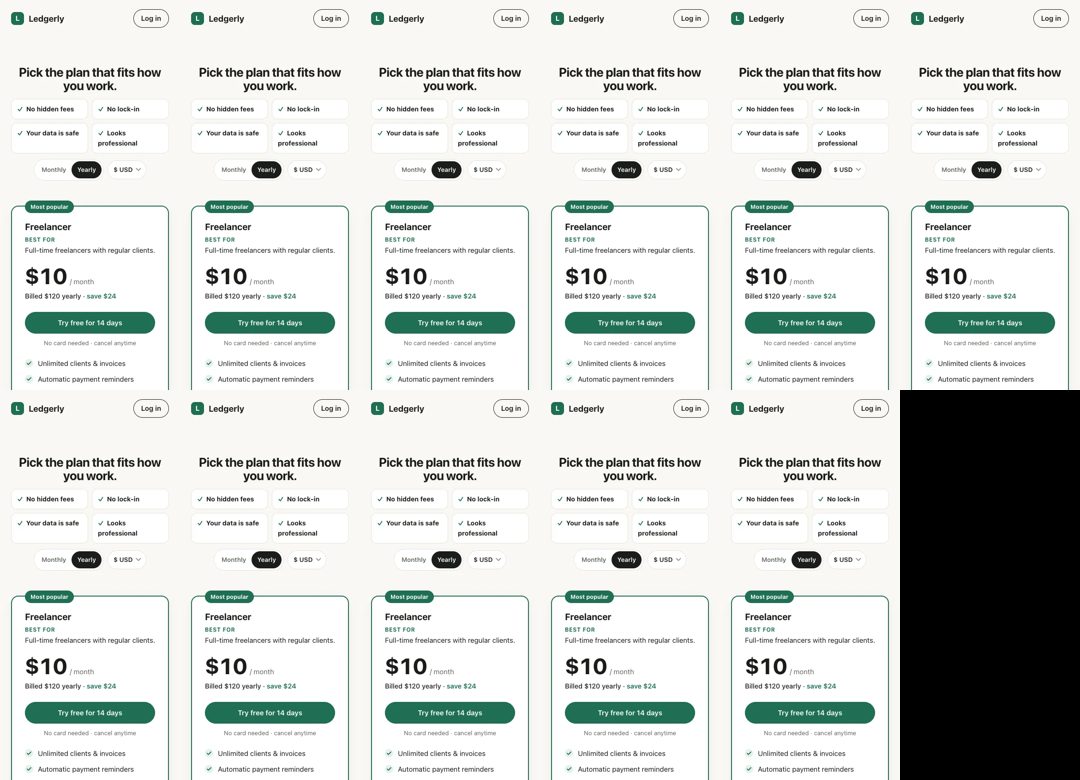 L Ledgerly Log in
Pick the plan that fits how
you work.
✓ No hidden fees ✓ No lock-in
✓ Your data is safe ✓ Looks
professional
Monthly Yearly $ USD
Most popular
Freelancer
BEST FOR
Full-time freelancers with regular clients.
$10 / month
Billed $120 yearly · save $24
Try free for 14 days
No card needed · cancel anytime
✓ Unlimited clients & invoices
✓ Automatic payment reminders
L Ledgerly Log in
Pick the plan that fits how
you work.
✓ No hidden fees ✓ No lock-in
✓ Your data is safe ✓ Looks
professional
Monthly Yearly $ USD
Most popular
Freelancer
BEST FOR
Full-time freelancers with regular clients.
$10 / month
Billed $120 yearly · save $24
Try free for 14 days
No card needed · cancel anytime
✓ Unlimited clients & invoices
✓ Automatic payment reminders
L Ledgerly Log in
Pick the plan that fits how
you work.
✓ No hidden fees ✓ No lock-in
✓ Your data is safe ✓ Looks
professional
Monthly Yearly $ USD
Most popular
Freelancer
BEST FOR
Full-time freelancers with regular clients.
$10 / month
Billed $120 yearly · save $24
Try free for 14 days
No card needed · cancel anytime
✓ Unlimited clients & invoices
✓ Automatic payment reminders
L Ledgerly Log in
Pick the plan that fits how
you work.
✓ No hidden fees ✓ No lock-in
✓ Your data is safe ✓ Looks
professional
Monthly Yearly $ USD
Most popular
Freelancer
BEST FOR
Full-time freelancers with regular clients.
$10 / month
Billed $120 yearly · save $24
Try free for 14 days
No card needed · cancel anytime
✓ Unlimited clients & invoices
✓ Automatic payment reminders
L Ledgerly Log in
Pick the plan that fits how
you work.
✓ No hidden fees ✓ No lock-in
✓ Your data is safe ✓ Looks
professional
Monthly Yearly $ USD
Most popular
Freelancer
BEST FOR
Full-time freelancers with regular clients.
$10 / month
Billed $120 yearly · save $24
Try free for 14 days
No card needed · cancel anytime
✓ Unlimited clients & invoices
✓ Automatic payment reminders
L Ledgerly Log in
Pick the plan that fits how
you work.
✓ No hidden fees ✓ No lock-in
✓ Your data is safe ✓ Looks
professional
Monthly Yearly $ USD
Most popular
Freelancer
BEST FOR
Full-time freelancers with regular clients.
$10 / month
Billed $120 yearly · save $24
Try free for 14 days
No card needed · cancel anytime
✓ Unlimited clients & invoices
✓ Automatic payment reminders
L Ledgerly Log in
Pick the plan that fits how
you work.
✓ No hidden fees ✓ No lock-in
✓ Your data is safe ✓ Looks
professional
Monthly Yearly $ USD
Most popular
Freelancer
BEST FOR
Full-time freelancers with regular clients.
$10 / month
Billed $120 yearly · save $24
Try free for 14 days
No card needed · cancel anytime
✓ Unlimited clients & invoices
✓ Automatic payment reminders
L Ledgerly Log in
Pick the plan that fits how
you work.
✓ No hidden fees ✓ No lock-in
✓ Your data is safe ✓ Looks
professional
Monthly Yearly $ USD
Most popular
Freelancer
BEST FOR
Full-time freelancers with regular clients.
$10 / month
Billed $120 yearly · save $24
Try free for 14 days
No card needed · cancel anytime
✓ Unlimited clients & invoices
✓ Automatic payment reminders
L Ledgerly Log in
Pick the plan that fits how
you work.
✓ No hidden fees ✓ No lock-in
✓ Your data is safe ✓ Looks
professional
Monthly Yearly $ USD
Most popular
Freelancer
BEST FOR
Full-time freelancers with regular clients.
$10 / month
Billed $120 yearly · save $24
Try free for 14 days
No card needed · cancel anytime
✓ Unlimited clients & invoices
✓ Automatic payment reminders
L Ledgerly Log in
Pick the plan that fits how
you work.
✓ No hidden fees ✓ No lock-in
✓ Your data is safe ✓ Looks
professional
Monthly Yearly $ USD
Most popular
Freelancer
BEST FOR
Full-time freelancers with regular clients.
$10 / month
Billed $120 yearly · save $24
Try free for 14 days
No card needed · cancel anytime
✓ Unlimited clients & invoices
✓ Automatic payment reminders
L Ledgerly Log in
Pick the plan that fits how
you work.
✓ No hidden fees ✓ No lock-in
✓ Your data is safe ✓ Looks
professional
Monthly Yearly $ USD
Most popular
Freelancer
BEST FOR
Full-time freelancers with regular clients.
$10 / month
Billed $120 yearly · save $24
Try free for 14 days
No card needed · cancel anytime
✓ Unlimited clients & invoices
✓ Automatic payment reminders